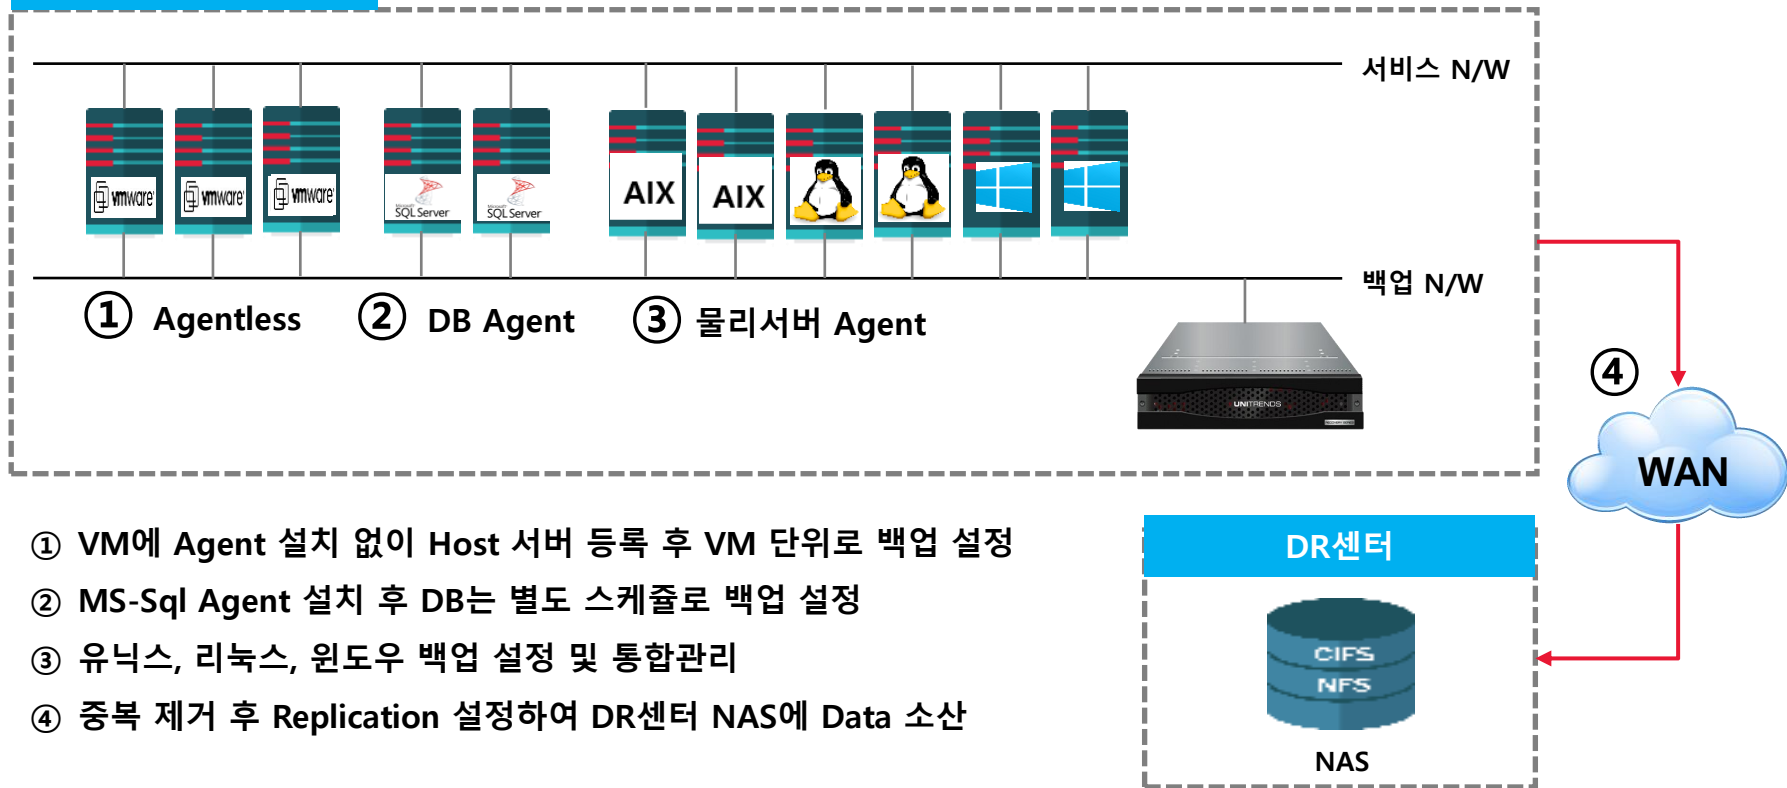 서비스 N/W
vmware
vmware
vmware
Microsoft
SQL Server
Microsoft
SQL Server
AIX
AIX
백업 N/W
① Agentless
② DB Agent
③ 물리서버 Agent
UNITRENDS
④
WAN
① VM에 Agent 설치 없이 Host 서버 등록 후 VM 단위로 백업 설정
② MS-Sql Agent 설치 후 DB는 별도 스케쥴로 백업 설정
③ 유닉스, 리눅스, 윈도우 백업 설정 및 통합관리
④ 중복 제거 후 Replication 설정하여 DR센터 NAS에 Data 소산
DR센터
CIFS
NFS
NAS